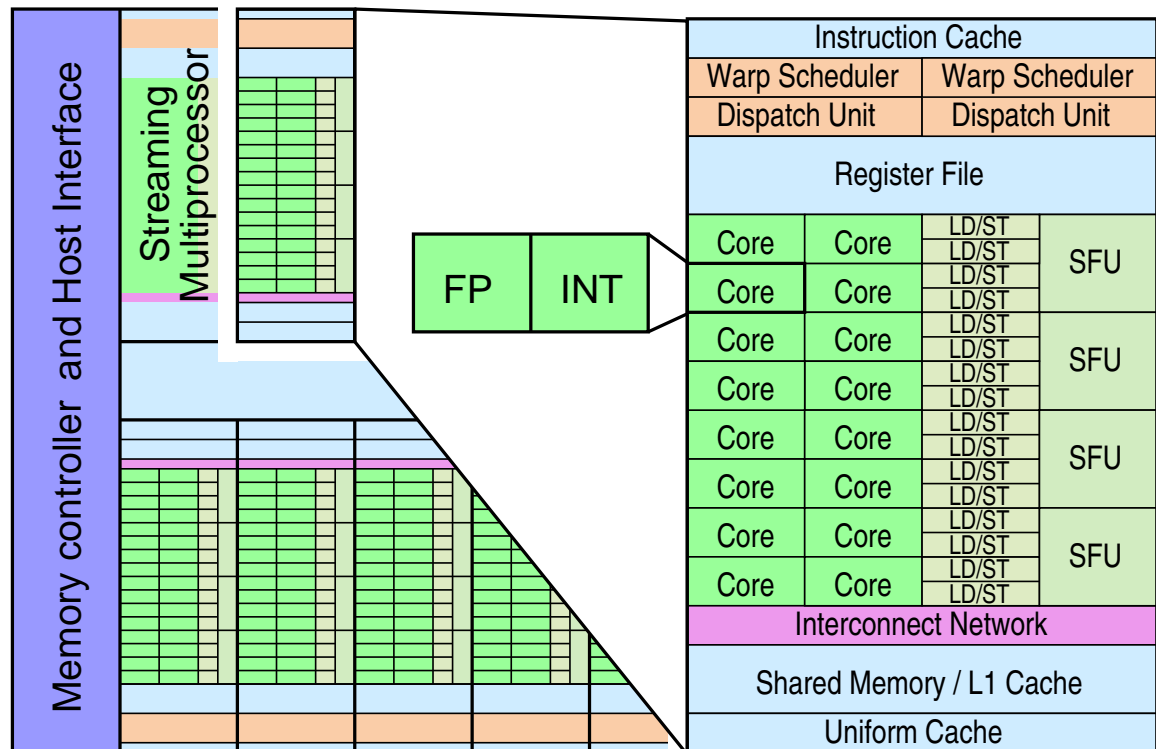 Memory controller and Host Interface
Streaming
Multiprocessor
FP INT
Instruction Cache
Warp Scheduler Warp Scheduler
Dispatch Unit Dispatch Unit
Register File
Core Core LD/ST SFU
LD/ST
Core Core LD/ST
LD/ST
Core Core LD/ST SFU
LD/ST
Core Core LD/ST
LD/ST
Core Core LD/ST SFU
LD/ST
Core Core LD/ST
LD/ST
Core Core LD/ST SFU
LD/ST
Core Core LD/ST
LD/ST
Interconnect Network
Shared Memory / L1 Cache
Uniform Cache